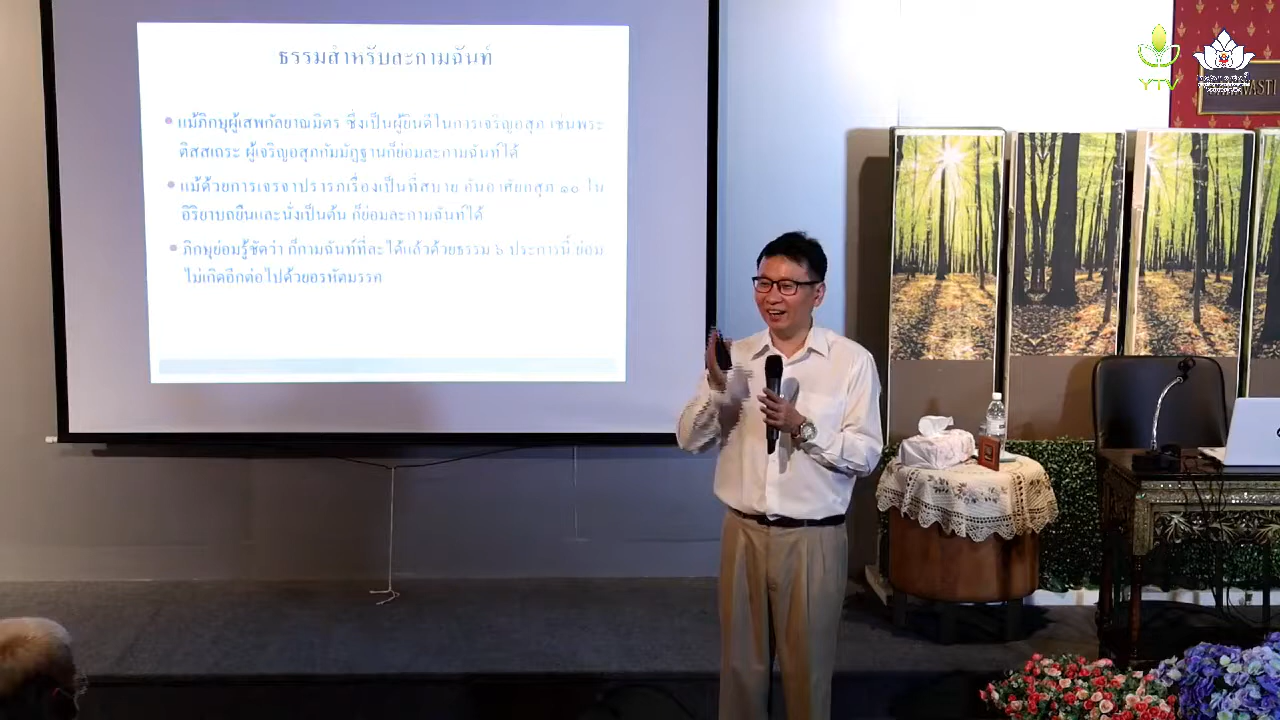 ธรรมสำหรับละกามฉันท์
แม้ภิกษุผู้เสพกัลยาณมิตร ซึ่งเป็นผู้ยินดีในการเจริญอสุภ เช่นพระ
ติสสเถระ ผู้เจริญอสุภกัมมัฏฐานก็ย่อมละกามฉันท์ได้
แม้ด้วยการเจรจาปรารภเรื่องเป็นที่สบาย อันอาศัยอสุภ ๑๐ ใน
อิริยาบถยืนและนั่งเป็นต้น ก็ย่อมละกามฉันท์ได้
ภิกษุย่อมรู้ชัดว่า ก็กามฉันท์ที่ละได้แล้วด้วยธรรม ๖ ประการนี้ ย่อม
ไม่เกิดอีกต่อไปด้วยอรหัตมรรค
YTV